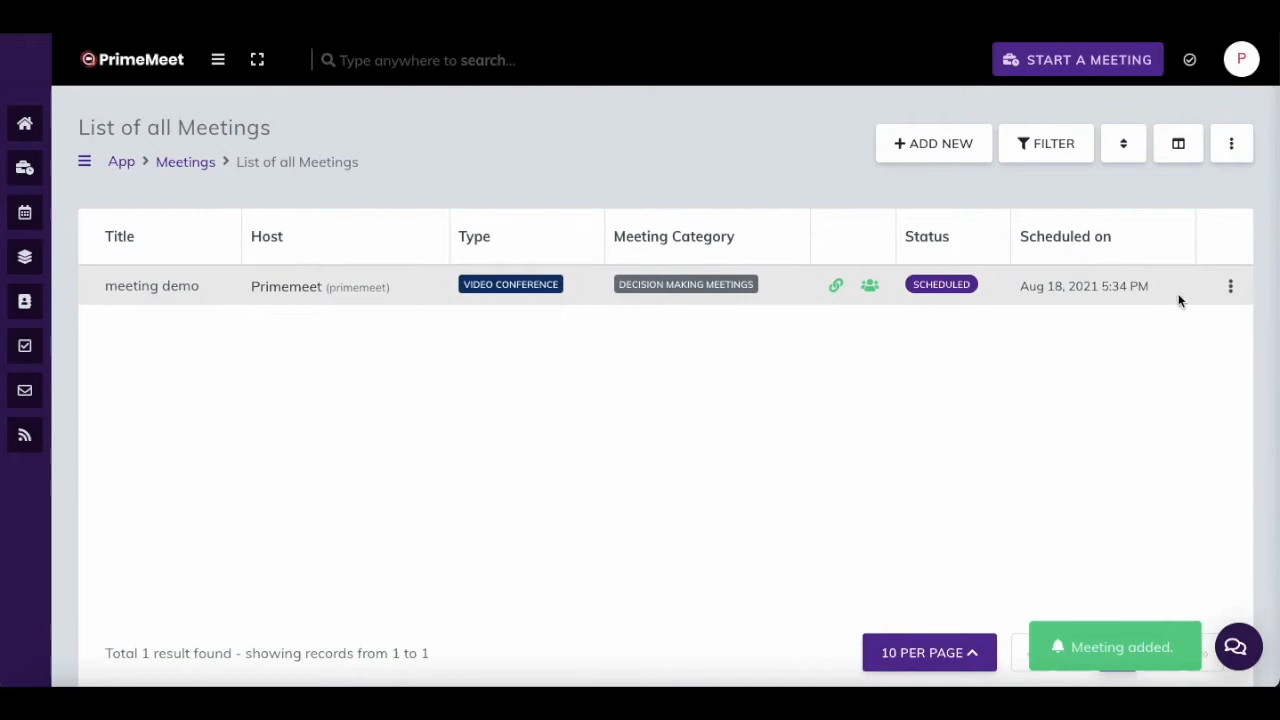 PrimeMeet
Type anywhere to search...
START A MEETING
P
List of all Meetings
App > Meetings > List of all Meetings
+ ADD NEW
FILTER
Title Host Type Meeting Category Status Scheduled on
meeting demo Primemeet (primemeet) VIDEO CONFERENCE DECISION MAKING MEETINGS SCHEDULED Aug 18, 2021 5:34 PM
Total 1 result found - showing records from 1 to 1
10 PER PAGE
Meeting added.